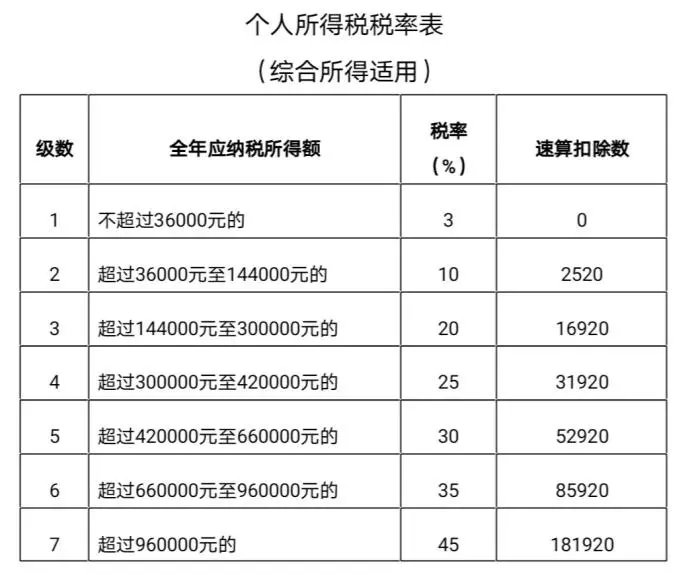 个人所得税税率表
（综合所得适用）
级数 全年应纳税所得额 税率（%） 速算扣除数
1 不超过36000元的 3 0
2 超过36000元至144000元的 10 2520
3 超过144000元至300000元的 20 16920
4 超过300000元至420000元的 25 31920
5 超过420000元至660000元的 30 52920
6 超过660000元至960000元的 35 85920
7 超过960000元的 45 181920